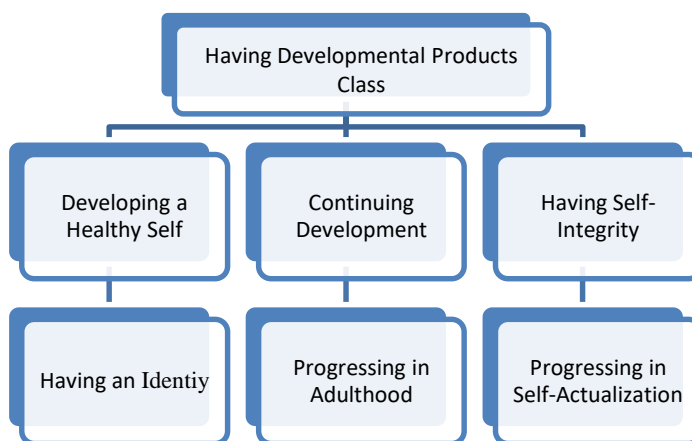 Having Developmental Products
Class
Developing a
Healthy Self
Continuing
Development
Having Self-
Integrity
Having an Identiy
Progressing in
Adulthood
Progressing in
Self-Actualization